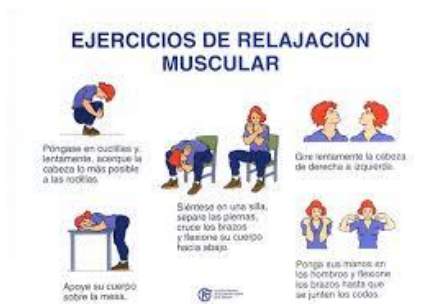 EJERCICIOS DE RELAJACIÓN
MUSCULAR
Póngase en cuclillas y,
lentamente, acerque la
cabeza lo más posible
a las rodillas.
Siéntese en una silla,
separe las piernas,
cruce los brazos
y flexione su cuerpo
hacia abajo.
Gire lentamente la cabeza
de derecha a izquierda.
Apoye su cuerpo
sobre la mesa.
Ponga sus manos en
los hombros y flexione
los brazos hasta que
se junten los codos.